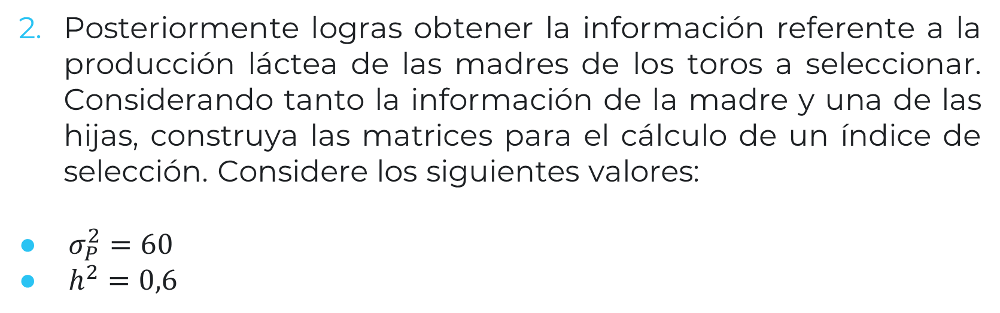 2. Posteriormente logras obtener la información referente a la
producción láctea de las madres de los toros a seleccionar.
Considerando tanto la información de la madre y una de las
hijas, construya las matrices para el cálculo de un índice de
selección. Considere los siguientes valores:
● σ_P^2 = 60
● h^2 = 0,6